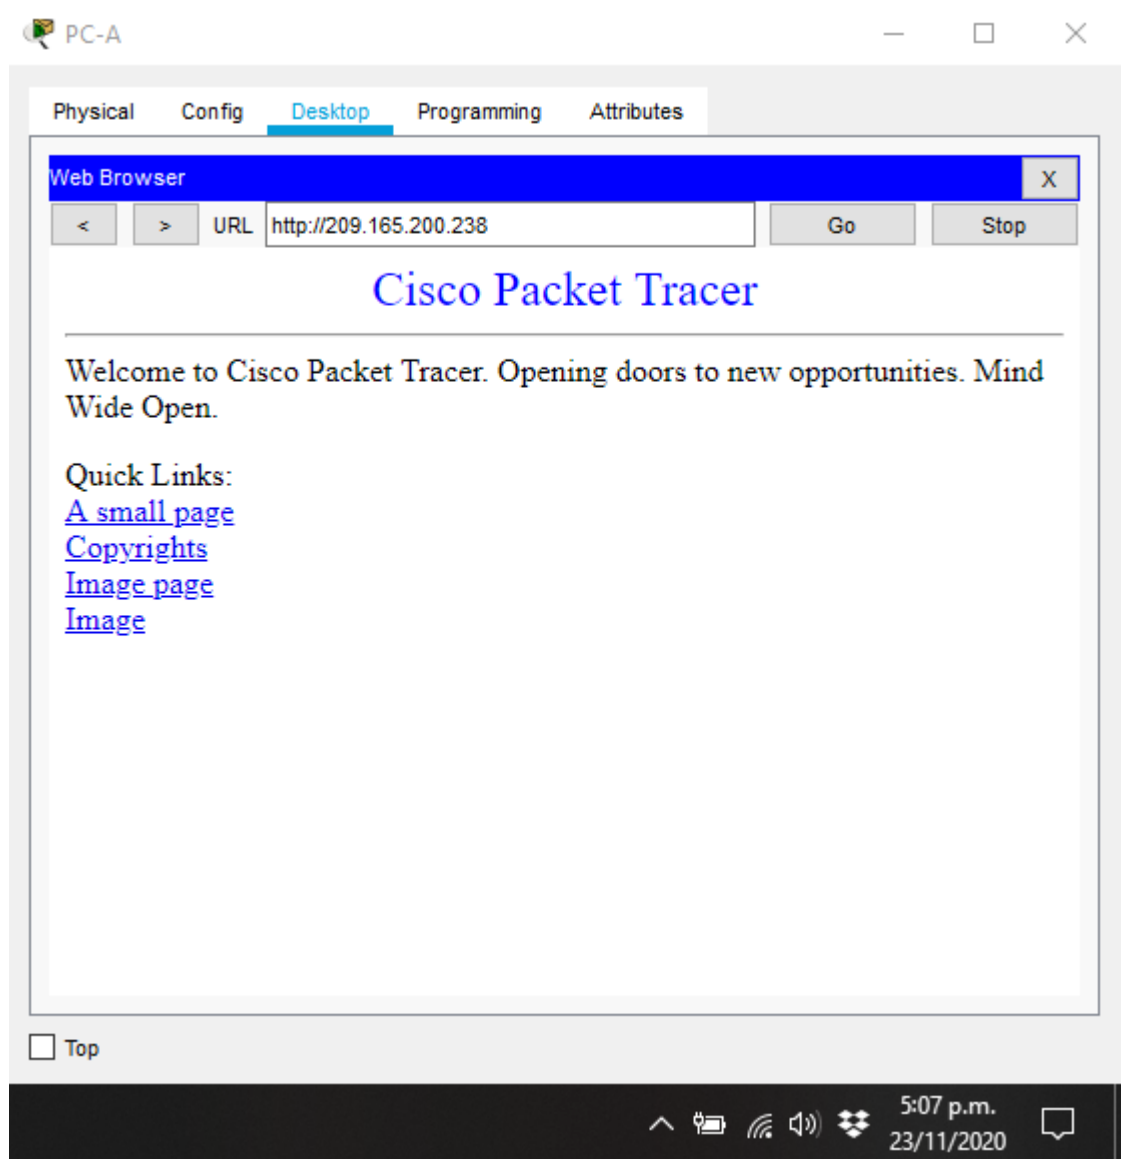 PC-A
Physical Config Desktop Programming Attributes
Web Browser X
< > URL http://209.165.200.238 Go Stop
Cisco Packet Tracer
Welcome to Cisco Packet Tracer. Opening doors to new opportunities. Mind
Wide Open.
Quick Links:
A small page
Copyrights
Image page
Image
Top
5:07 p.m.
23/11/2020